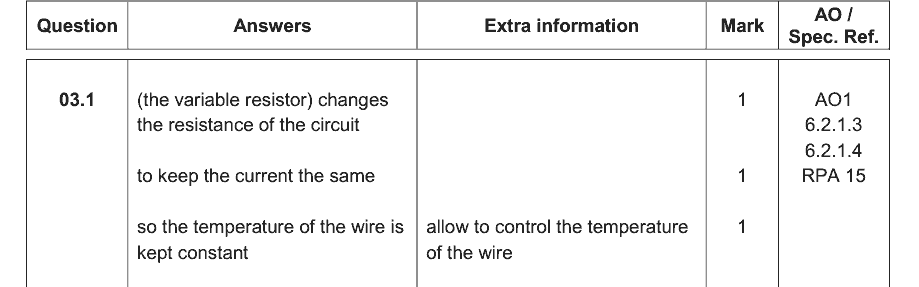 Question Answers Extra information Mark AO /
Spec. Ref.
03.1 (the variable resistor) changes 1 AO1
the resistance of the circuit 6.2.1.3
6.2.1.4
to keep the current the same 1 RPA 15
so the temperature of the wire is allow to control the temperature 1
kept constant of the wire